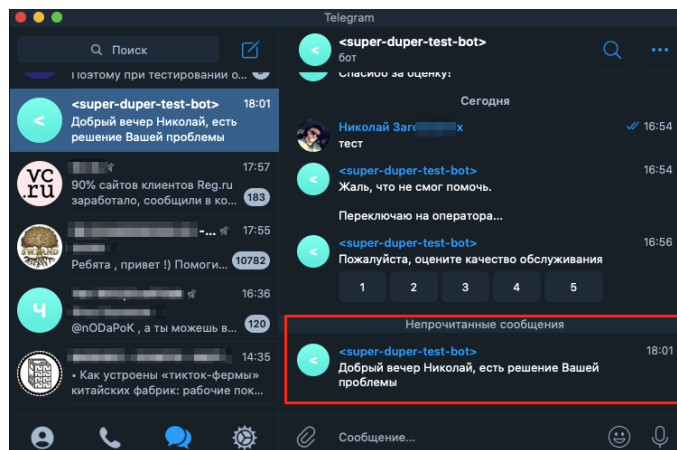 Telegram
Поиск
Поэтому при тестировании о...
<super-duper-test-bot> 18:01
Добрый вечер Николай, есть
решение Вашей проблемы
vc
.ru
17:57
90% сайтов клиентов Reg.ru
заработало, сообщили в ко... 183
-... 17:55
Ребята , привет !) Помоги... 10782
Ч
16:36
@nODaPoK , а ты можешь в... 120
14:35
• Как устроены «тикток-фермы»
китайских фабрик: рабочие пок...
<
<super-duper-test-bot>
бот
Спасибо за оценку!
Сегодня
Николай Заг х 16:54
тест
<super-duper-test-bot> 16:54
Жаль, что не смог помочь.
Переключаю на оператора...
<super-duper-test-bot> 16:56
Пожалуйста, оцените качество обслуживания
1 2 3 4 5
Непрочитанные сообщения
<super-duper-test-bot> 18:01
Добрый вечер Николай, есть решение Вашей
проблемы
Сообщение...